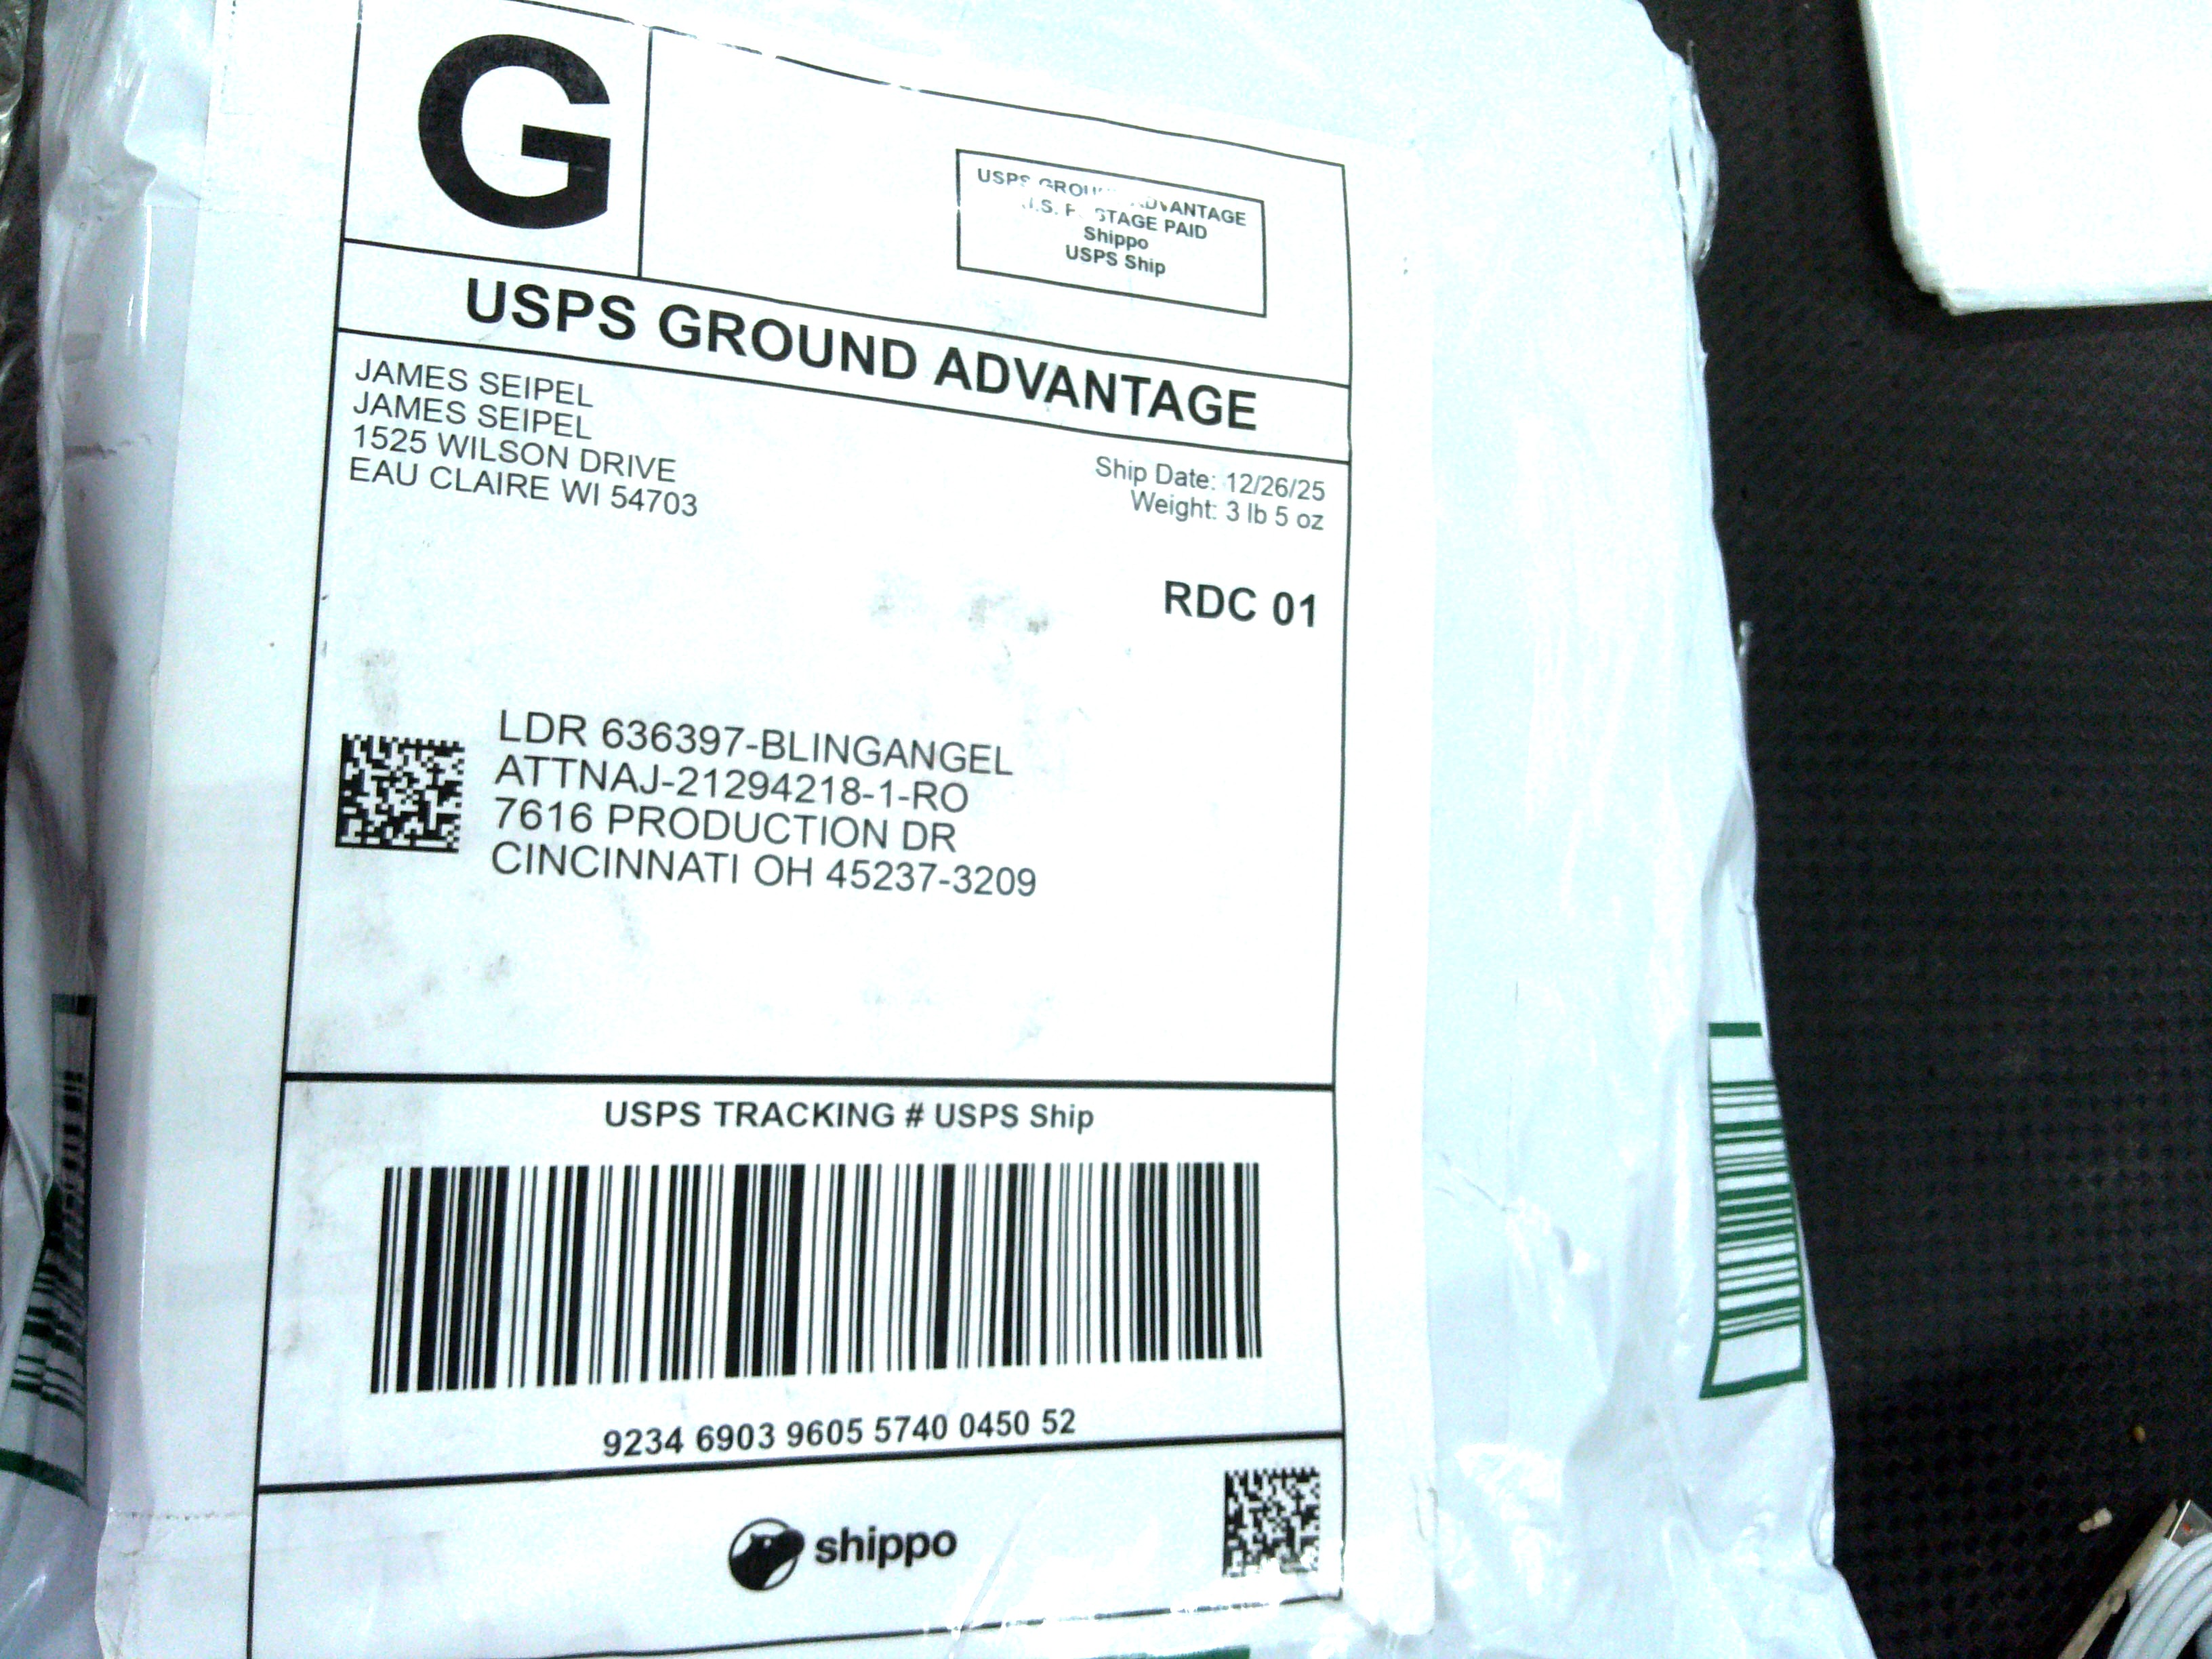 G
USPS GROUND ADVANTAGE
U.S. POSTAGE PAID
Shippo
USPS Ship
USPS GROUND ADVANTAGE
JAMES SEIPEL
JAMES SEIPEL
1525 WILSON DRIVE
EAU CLAIRE WI 54703
Ship Date: 12/26/25
Weight: 3 lb 5 oz
RDC 01
LDR 636397-BLINGANGEL
ATTNAJ-21294218-1-RO
7616 PRODUCTION DR
CINCINNATI OH 45237-3209
USPS TRACKING # USPS Ship
9234 6903 9605 5740 0450 52
shippo